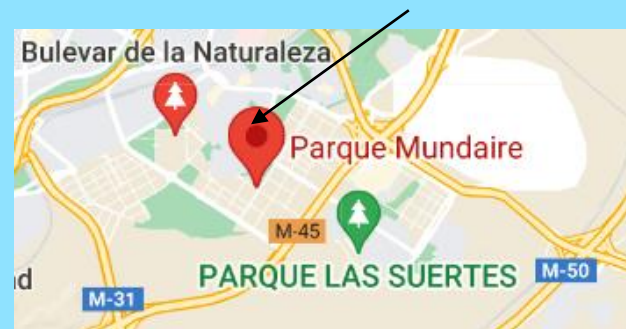 Bulevar de la Naturaleza
Parque Mundaire
M-45
PARQUE LAS SUERTES
M-50
d
M-31